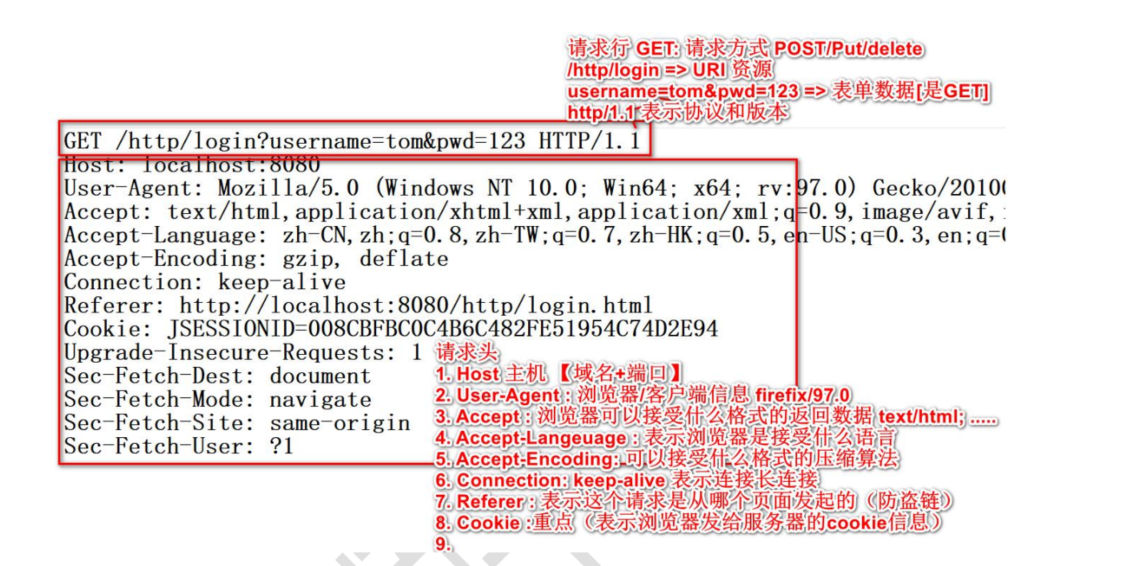 请求行 GET: 请求方式 POST/Put/delete
/http/login => URI 资源
username=tom&pwd=123 => 表单数据[是GET]
http/1.1 表示协议和版本
GET /http/login?username=tom&pwd=123 HTTP/1.1
Host: localhost:8080
User-Agent: Mozilla/5.0 (Windows NT 10.0; Win64; x64; rv:97.0) Gecko/2010
Accept: text/html,application/xhtml+xml,application/xml;q=0.9,image/avif,
Accept-Language: zh-CN,zh;q=0.8,zh-TW;q=0.7,zh-HK;q=0.5,en-US;q=0.3,en;q=
Accept-Encoding: gzip, deflate
Connection: keep-alive
Referer: http://localhost:8080/http/login.html
Cookie: JSESSIONID=008CBFBC0C4B6C482FE51954C74D2E94
Upgrade-Insecure-Requests: 1
Sec-Fetch-Dest: document
Sec-Fetch-Mode: navigate
Sec-Fetch-Site: same-origin
Sec-Fetch-User: ?1
请求头
1. Host 主机【域名+端口】
2. User-Agent : 浏览器/客户端信息 firefix/97.0
3. Accept : 浏览器可以接受什么格式的返回数据 text/html; .....
4. Accept-Langeuage : 表示浏览器是接受什么语言
5. Accept-Encoding: 可以接受什么格式的压缩算法
6. Connection: keep-alive 表示连接长连接
7. Referer : 表示这个请求是从哪个页面发起的（防盗链）
8. Cookie :重点（表示浏览器发给服务器的cookie信息）
9.